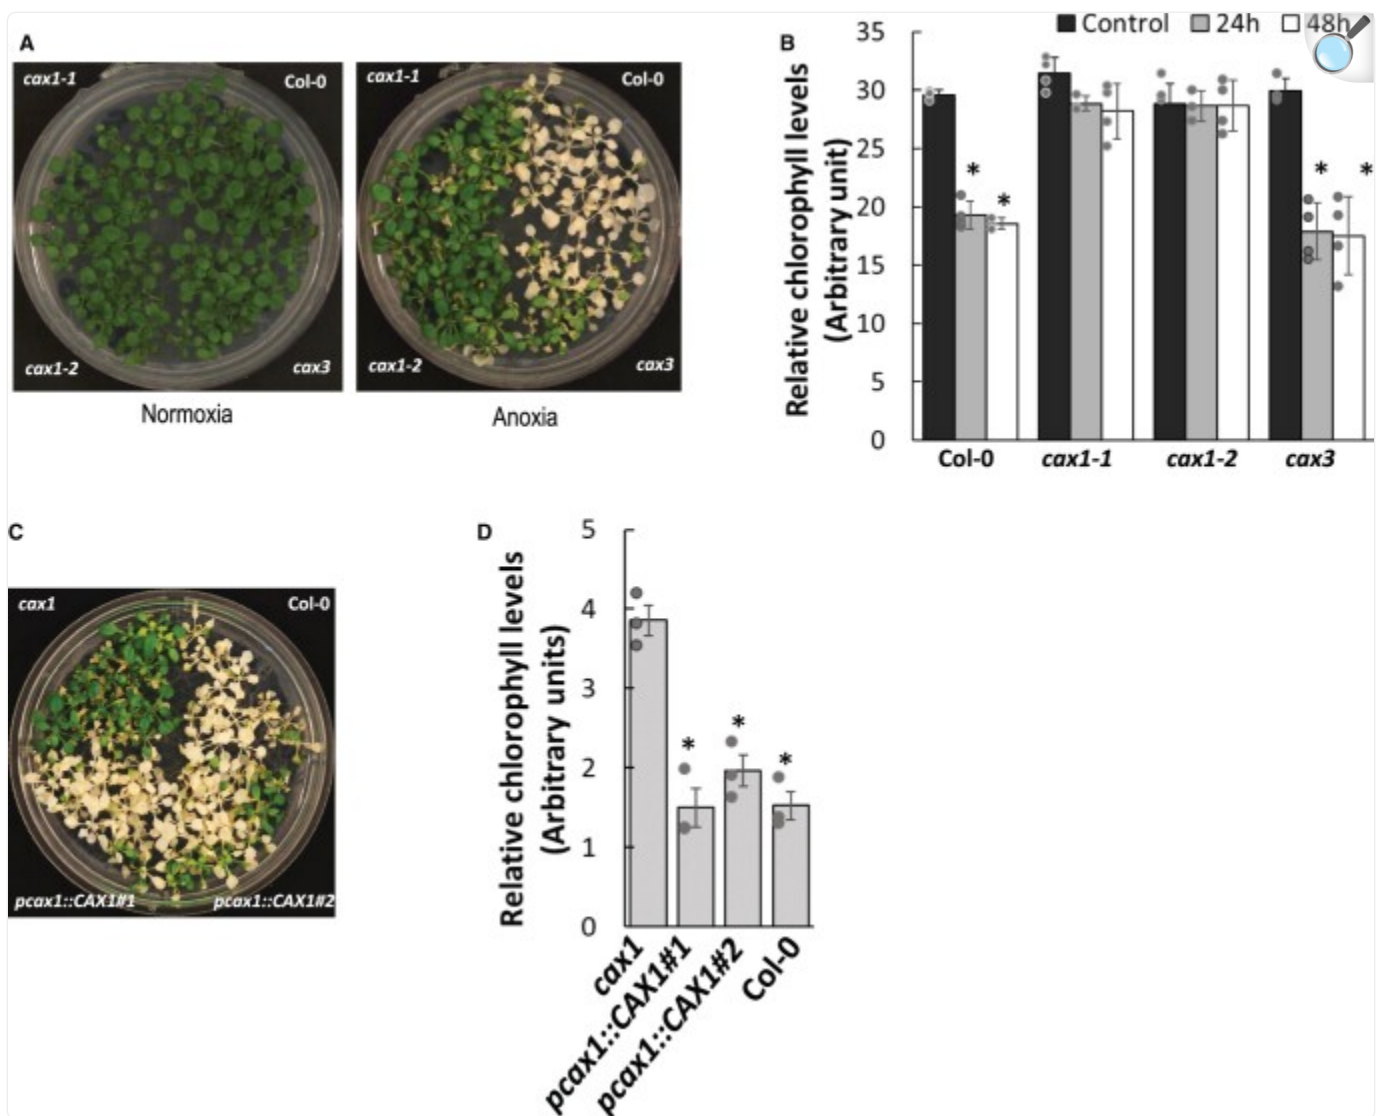 A
cax1-1
Col-0
cax1-2
cax3
Normoxia
cax1-1
Col-0
cax1-2
cax3
Anoxia
B
Control 24h 48h
Relative chlorophyll levels
(Arbitrary unit)
35
30
25
20
15
10
5
0
* * * *
Col-0 cax1-1 cax1-2 cax3
C
cax1
Col-0
pcax1::CAX1#1
pcax1::CAX1#2
D
Relative chlorophyll levels
(Arbitrary units)
5
4
3
2
1
0
* * *
cax1
pcax1::CAX1#1
pcax1::CAX1#2
Col-0